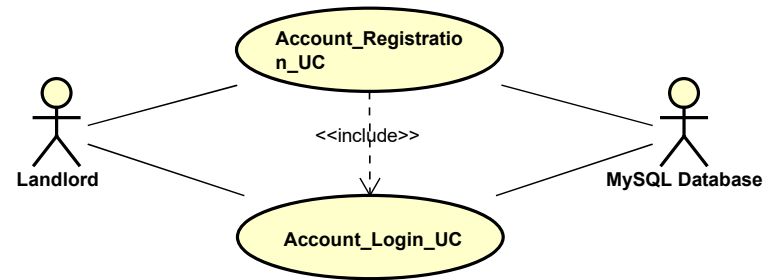 Account_Registratio
n_UC
<<include>>
Landlord
MySQL Database
Account_Login_UC